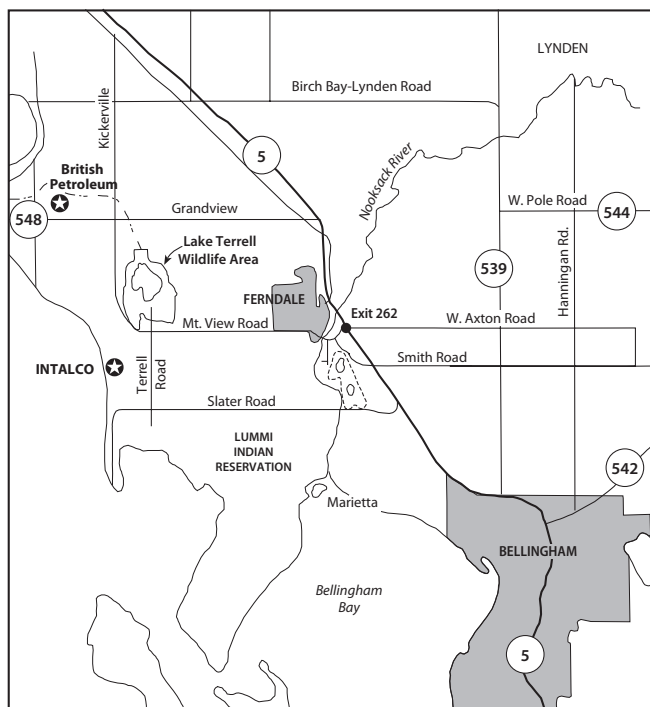 LYNDEN
Birch Bay-Lynden Road
Kickerville
5
Nooksack River
British
Petroleum
W. Pole Road
544
548
Grandview
Lake Terrell
Wildlife Area
539
Hanningan Rd.
FERNDALE
Exit 262
Mt. View Road
W. Axton Road
Smith Road
INTALCO
Terrell
Road
Slater Road
LUMMI
INDIAN
RESERVATION
542
Marietta
BELLINGHAM
Bellingham
Bay
5